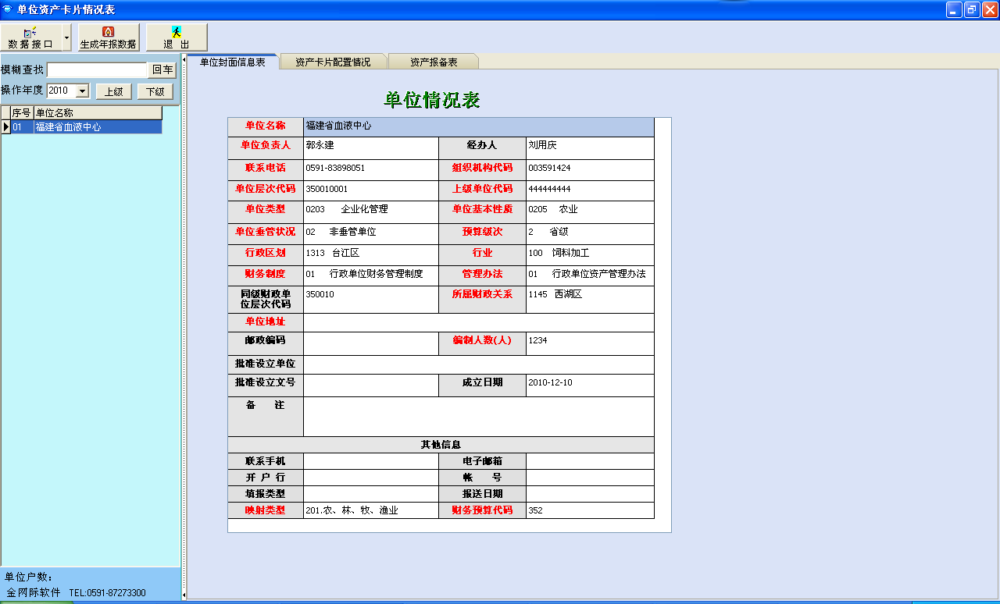 单位资产卡片情况表
数据接口 生成年报数据 退 出
模糊查找 回车
操作年度 2010 上级 下级
序号 单位名称
01 福建省血液中心
单位户数：
金网际软件 TEL:0591-87273300
单位封面信息表 资产卡片配置情况 资产报备表
单位情况表
单位名称 福建省血液中心
单位负责人 郭永建 经办人 刘用庆
联系电话 0591-83898051 组织机构代码 003591424
单位层次代码 350010001 上级单位代码 444444444
单位类型 0203 企业化管理 单位基本性质 0205 农业
单位垂管状况 02 非垂管单位 预算级次 2 省级
行政区划 1313 台江区 行业 100 饲料加工
财务制度 01 行政单位财务管理制度 管理办法 01 行政单位资产管理办法
同级财政单
位层次代码 350010 所属财政关系 1145 西湖区
单位地址
邮政编码 编制人数(人) 1234
批准设立单位
批准设立文号 成立日期 2010-12-10
备 注
其他信息
联系手机 电子邮箱
开 户 行 帐 号
填报类型 报送日期
映射类型 201.农、林、牧、渔业 财务预算代码 352